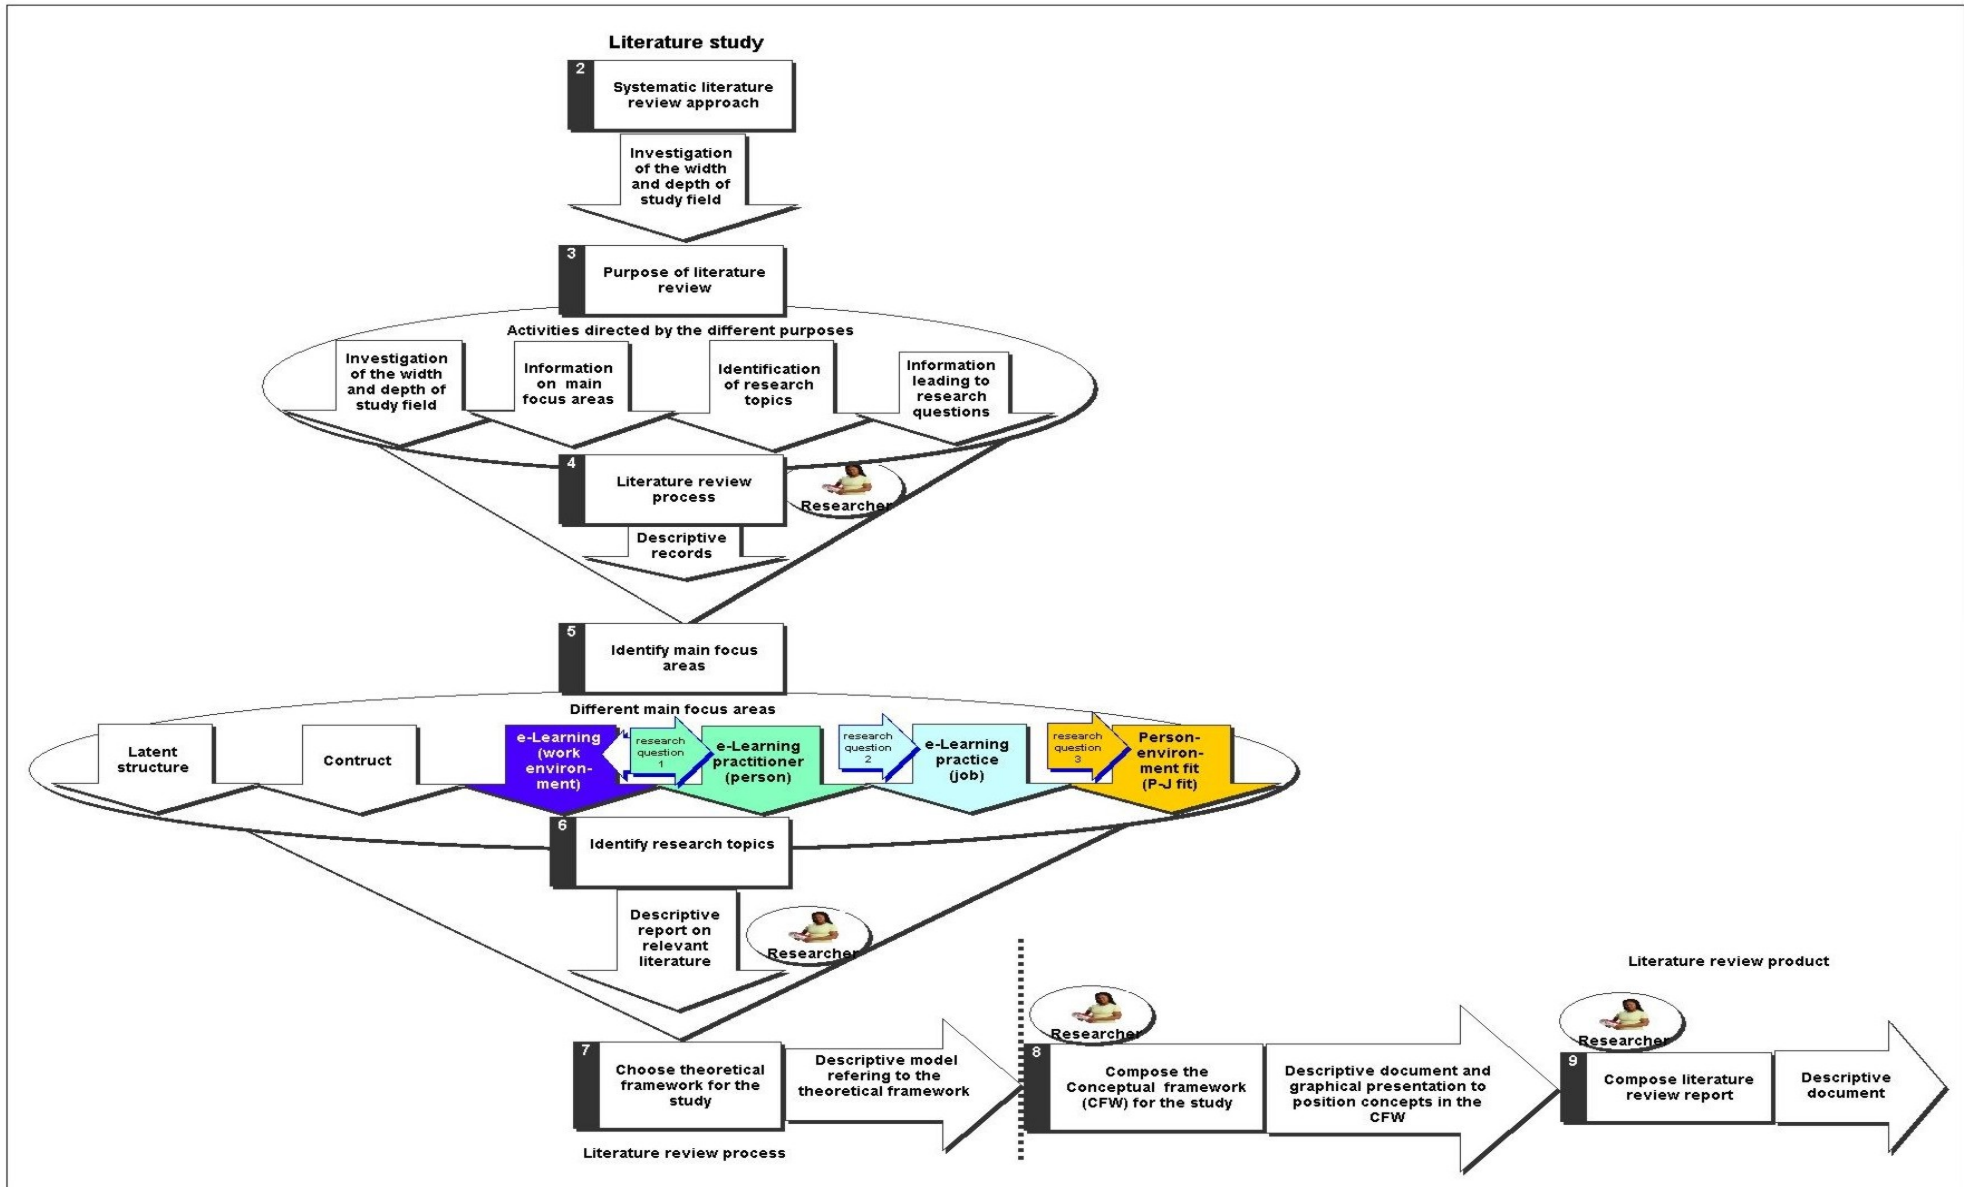 Literature study
2
Systematic literature
review approach
Investigation
of the width
and depth of
study field
3
Purpose of literature
review
Activities directed by the different purposes
Investigation
of the width
and depth of
study field
Information
on main
focus areas
Identification
of research
topics
Information
leading to
research
questions
4
Literature review
process
Researcher
Descriptive
records
5
Identify main focus
areas
Different main focus areas
Latent
structure
Contruct
e-Learning
(work
environ-
ment)
research
question
1
e-Learning
practitioner
(person)
research
question
2
e-Learning
practice
(job)
research
question
3
Person-
environ-
ment fit
(P-J fit)
6
Identify research topics
Descriptive
report on
relevant
literature
Researcher
7
Choose theoretical
framework for the
study
Descriptive model
refering to the
theoretical framework
Literature review process
Researcher
8
Compose the
Conceptual framework
(CFW) for the study
Descriptive document and
graphical presentation to
position concepts in the
CFW
Literature review product
Researcher
9
Compose literature
review report
Descriptive
document